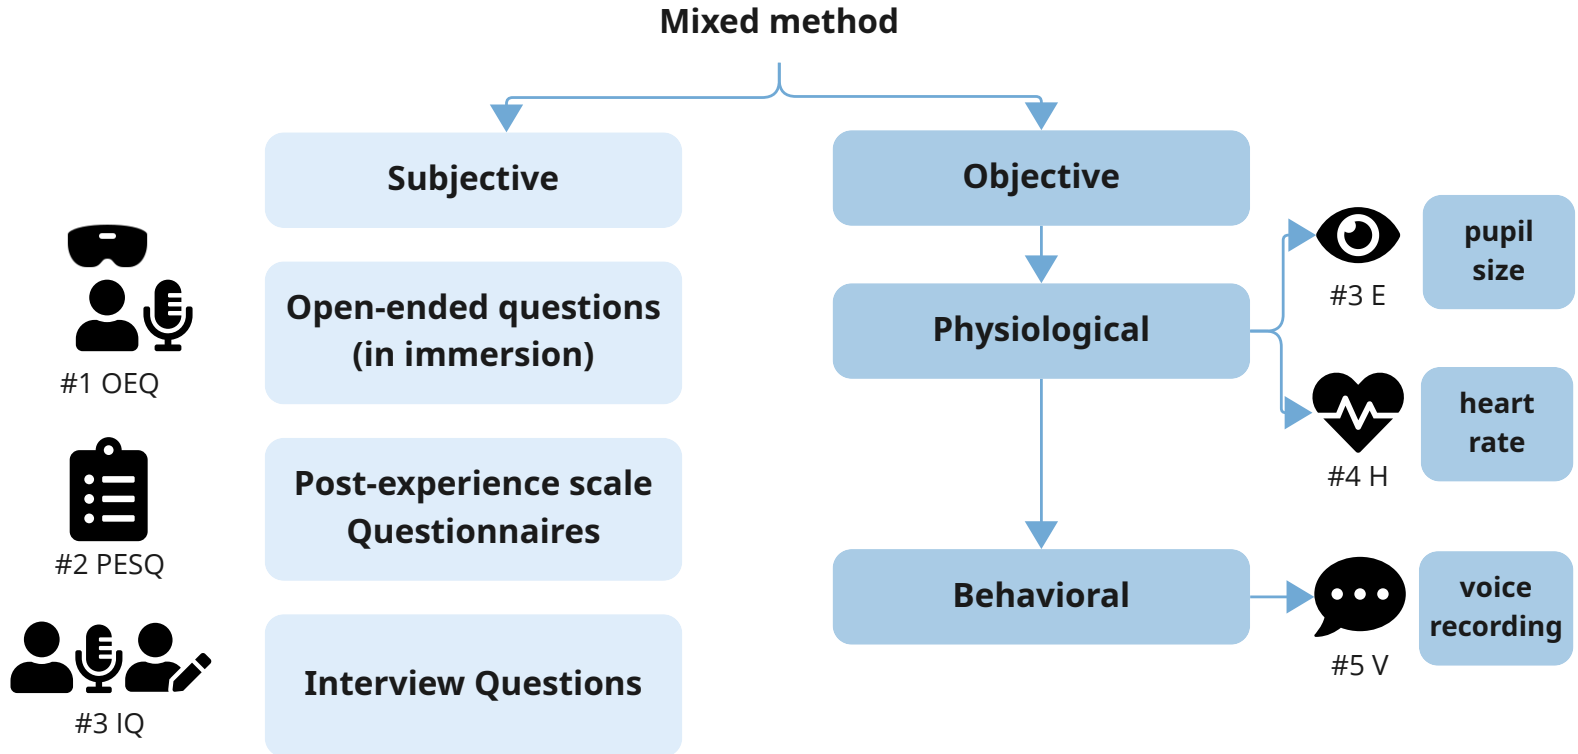 Mixed method
Subjective
#1 OEQ
Open-ended questions
(in immersion)
#2 PESQ
Post-experience scale
Questionnaires
#3 IQ
Interview Questions
Objective
Physiological
#3 E
pupil
size
#4 H
heart
rate
Behavioral
#5 V
voice
recording